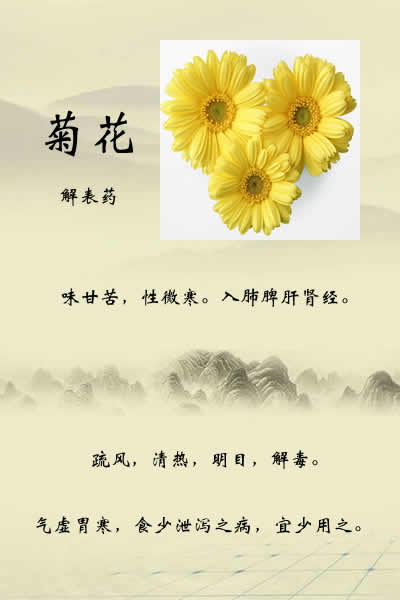 菊花
解表药
味甘苦，性微寒。入肺脾肝肾经。
疏风，清热，明目，解毒。
气虚胃寒，食少泄泻之病，宜少用之。